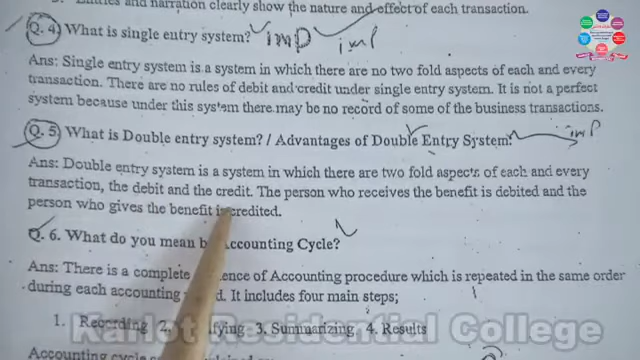 Entries and narration clearly show the nature and effect of each transaction.
Q. 4) What is single entry system? imp imp
Ans: Single entry system is a system in which there are no two fold aspects of each and every
transaction. There are no rules of debit and credit under single entry system. It is not a perfect
system because under this system there may be no record of some of the business transactions.
Q. 5) What is Double entry system? / Advantages of Double Entry System? imp
Ans: Double entry system is a system in which there are two fold aspects of each and every
transaction, the debit and the credit. The person who receives the benefit is debited and the
person who gives the benefit is credited.
Q. 6. What do you mean Accounting Cycle?
Ans: There is a complete Accounting procedure which is repeated in the same order
during each accounting . It includes four main steps;
1. Recording 2. 3. Summarizing 4. Results
Karlot Residential College
Accounting